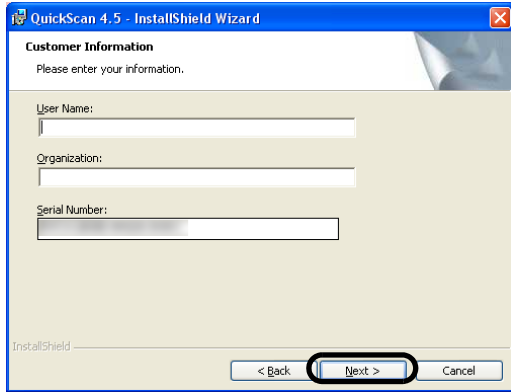 QuickScan 4.5 - InstallShield Wizard
Customer Information
Please enter your information.
User Name:
Organization:
Serial Number:
InstallShield
< Back
Next >
Cancel